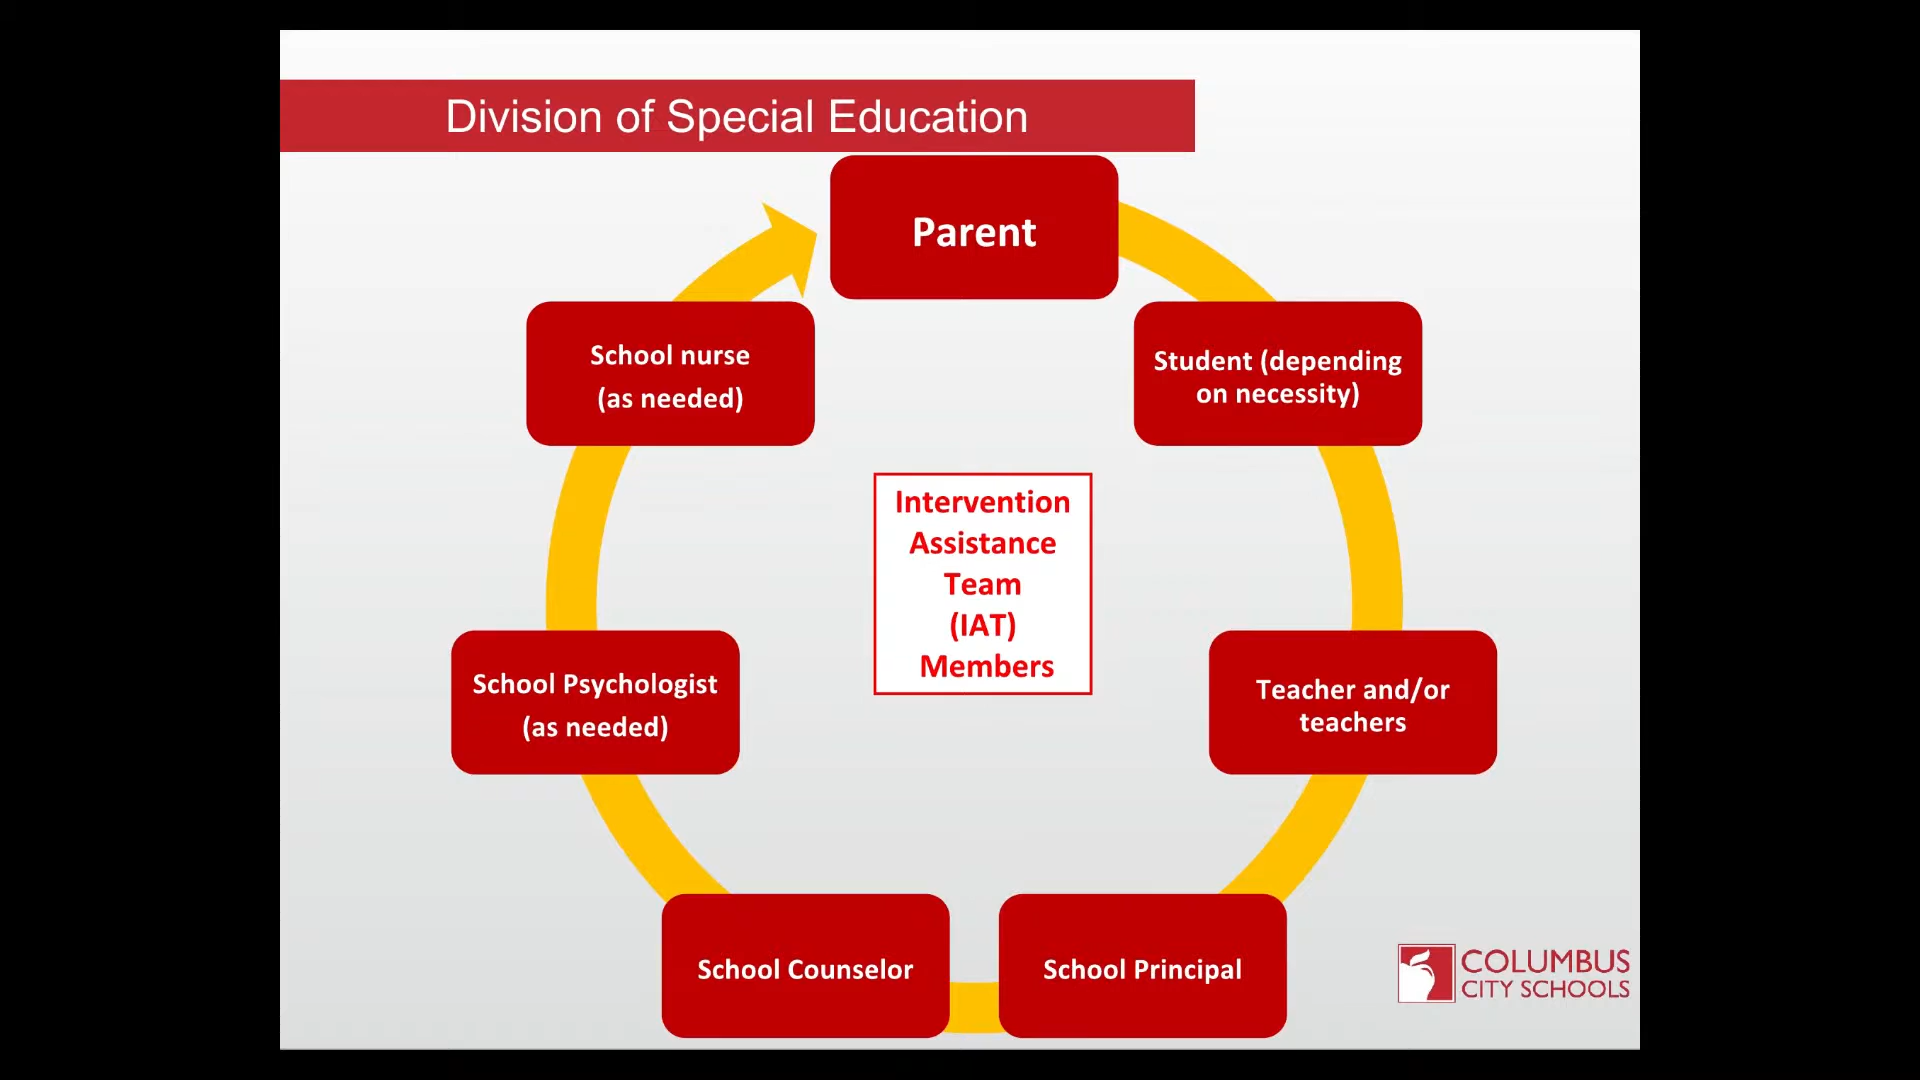 Division of Special Education
Parent
Student (depending
on necessity)
Teacher and/or
teachers
School Principal
School Counselor
School Psychologist
(as needed)
School nurse
(as needed)
Intervention
Assistance
Team
(IAT)
Members
COLUMBUS
CITY SCHOOLS